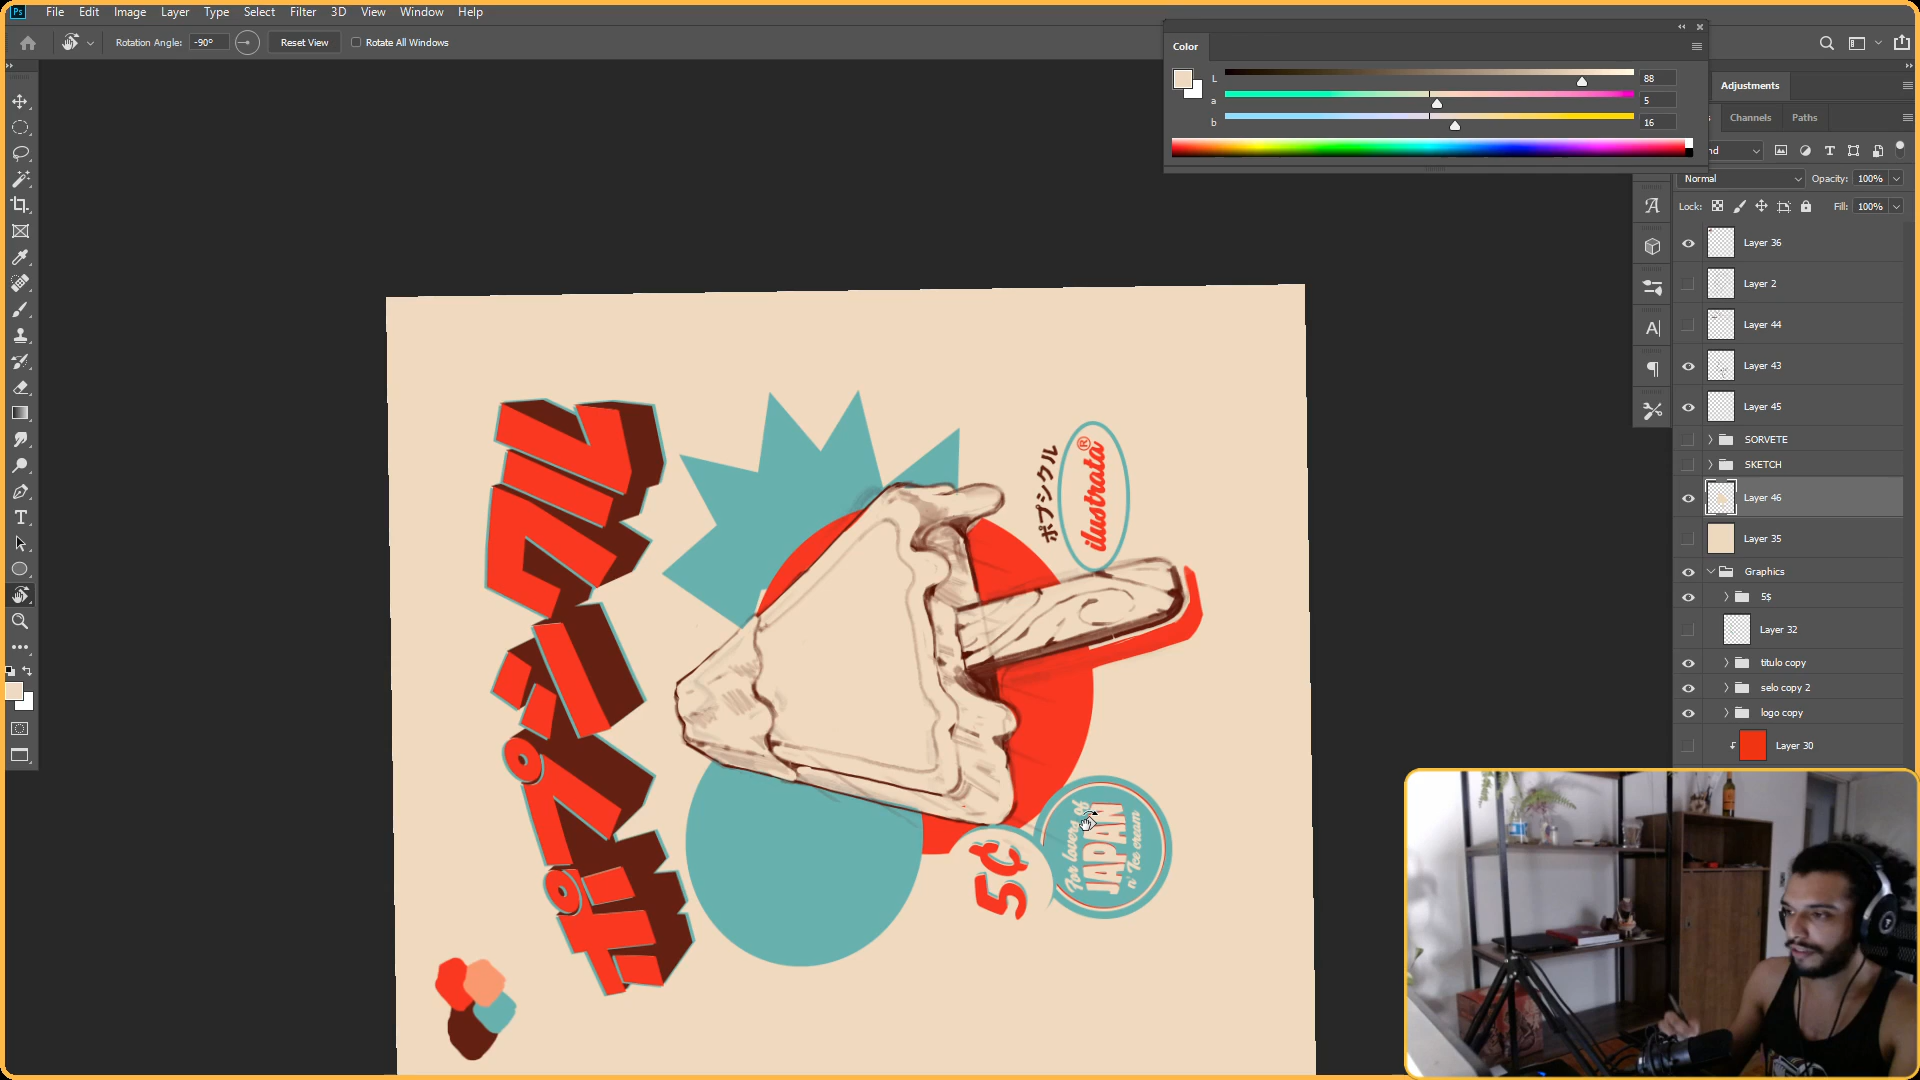 Ps File Edit Image Layer Type Select Filter 3D View Window Help
Rotation Angle: -90º Reset View Rotate All Windows
Color
L 88
a 5
b 16
Adjustments
Channels Paths
Normal Opacity: 100%
Lock: Fill: 100%
Layer 36
Layer 2
Layer 44
Layer 43
Layer 45
SORVETE
SKETCH
Layer 46
Layer 35
Graphics
5$
Layer 32
titulo copy
selo copy 2
logo copy
Layer 30
ポプシクル
ポプシクル
ilustrata®
5¢
For lovers of
JAPAN
n' Ice cream